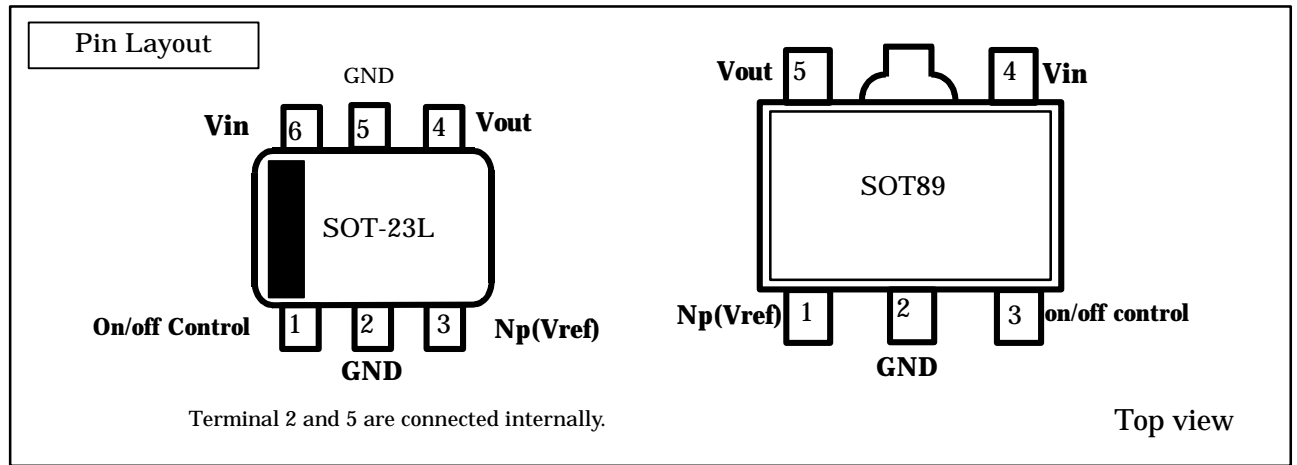 Pin Layout
GND
Vin 6 5 4 Vout
SOT-23L
On/off Control 1 2 3 Np(Vref)
GND
Terminal 2 and 5 are connected internally.
Vout 5 4 Vin
SOT89
Np(Vref) 1 2 3 on/off control
GND
Top view